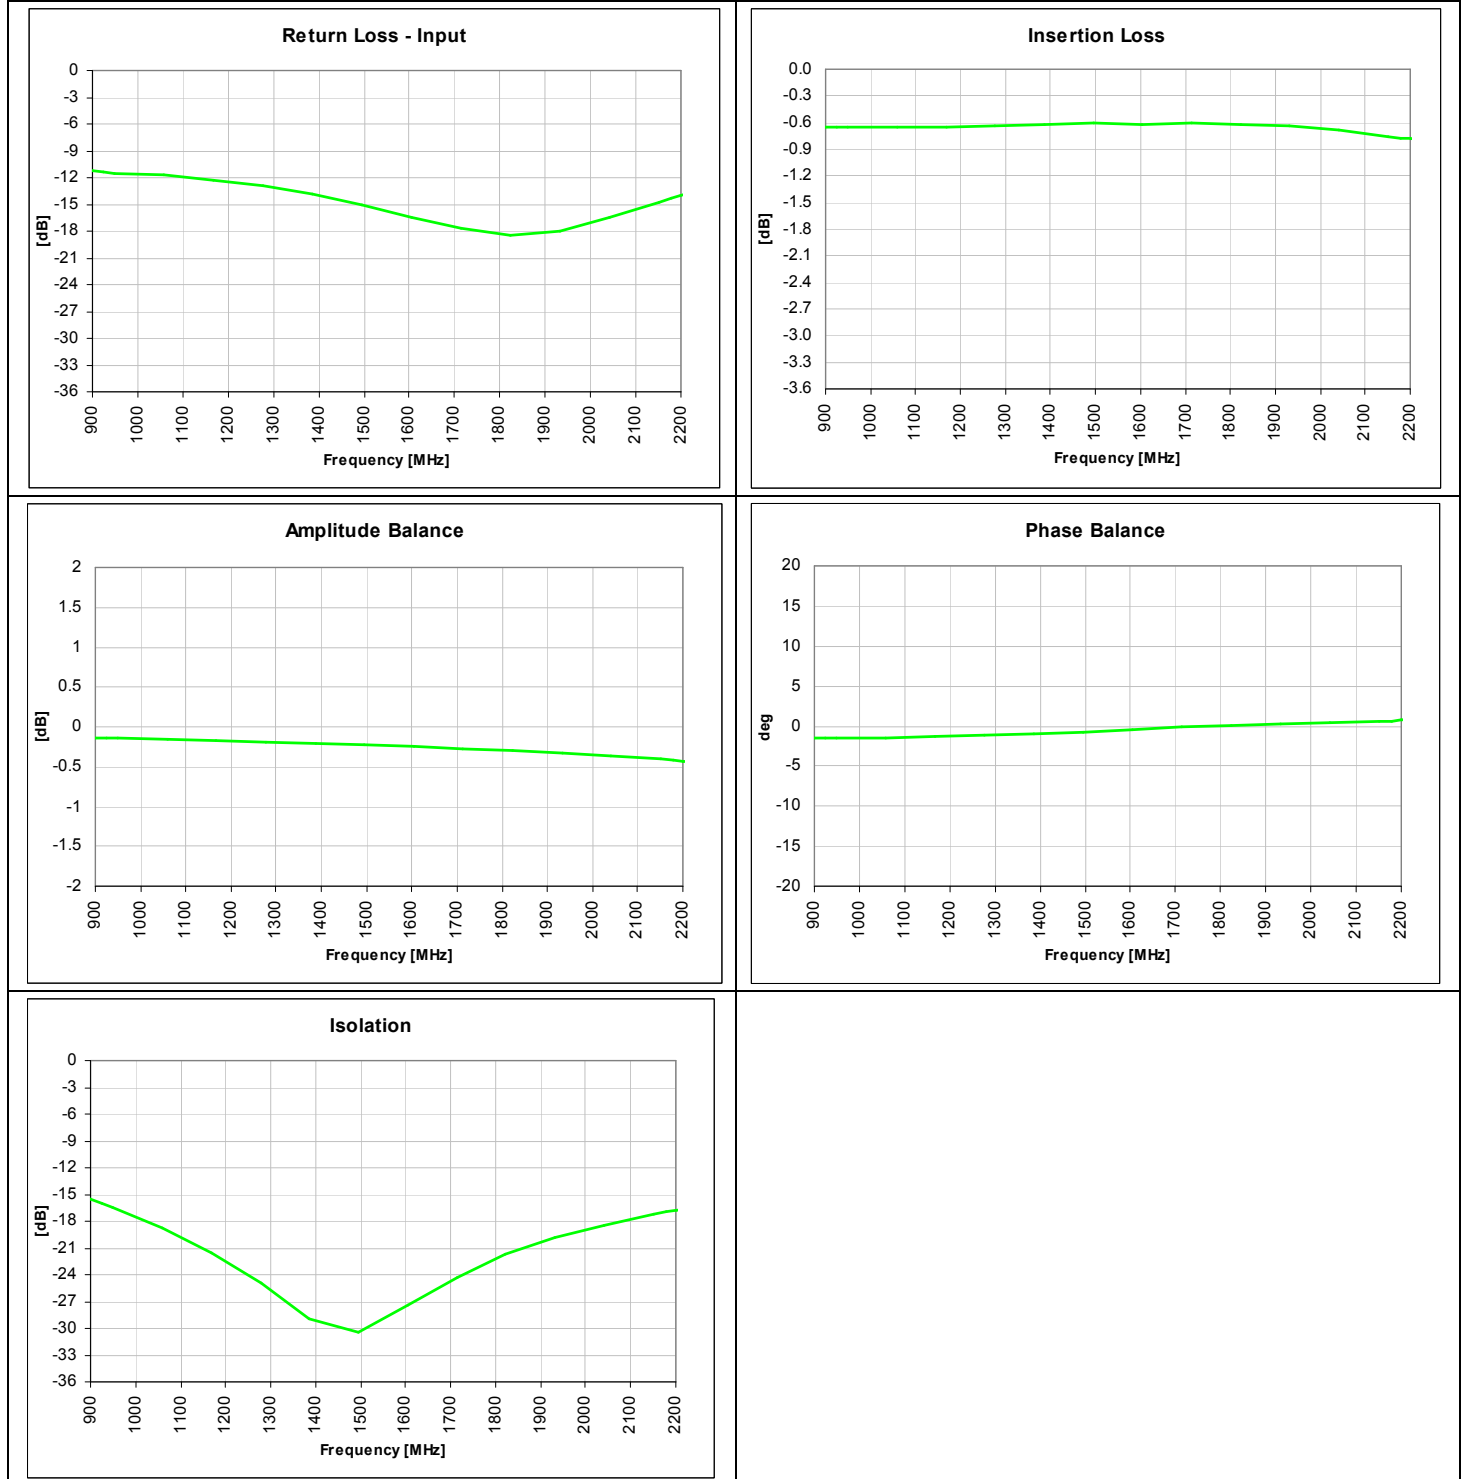 Return Loss - Input
0
-3
-6
-9
-12
-15
-18
-21
-24
-27
-30
-33
-36
[dB]
900 1000 1100 1200 1300 1400 1500 1600 1700 1800 1900 2000 2100 2200
Frequency [MHz]
Insertion Loss
0.0
-0.3
-0.6
-0.9
-1.2
-1.5
-1.8
-2.1
-2.4
-2.7
-3.0
-3.3
-3.6
[dB]
900 1000 1100 1200 1300 1400 1500 1600 1700 1800 1900 2000 2100 2200
Frequency [MHz]
Amplitude Balance
2
1.5
1
0.5
0
-0.5
-1
-1.5
-2
[dB]
900 1000 1100 1200 1300 1400 1500 1600 1700 1800 1900 2000 2100 2200
Frequency [MHz]
Phase Balance
20
15
10
5
0
-5
-10
-15
-20
deg
900 1000 1100 1200 1300 1400 1500 1600 1700 1800 1900 2000 2100 2200
Frequency [MHz]
Isolation
0
-3
-6
-9
-12
-15
-18
-21
-24
-27
-30
-33
-36
[dB]
900 1000 1100 1200 1300 1400 1500 1600 1700 1800 1900 2000 2100 2200
Frequency [MHz]